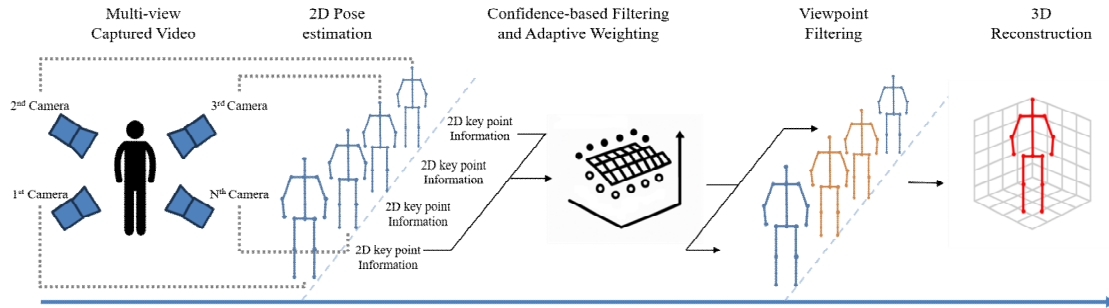 Multi-view
Captured Video
2D Pose
estimation
Confidence-based Filtering
and Adaptive Weighting
Viewpoint
Filtering
3D
Reconstruction
2nd Camera
3rd Camera
1st Camera
Nth Camera
2D key point
Information
2D key point
Information
2D key point
Information
2D key point
Information